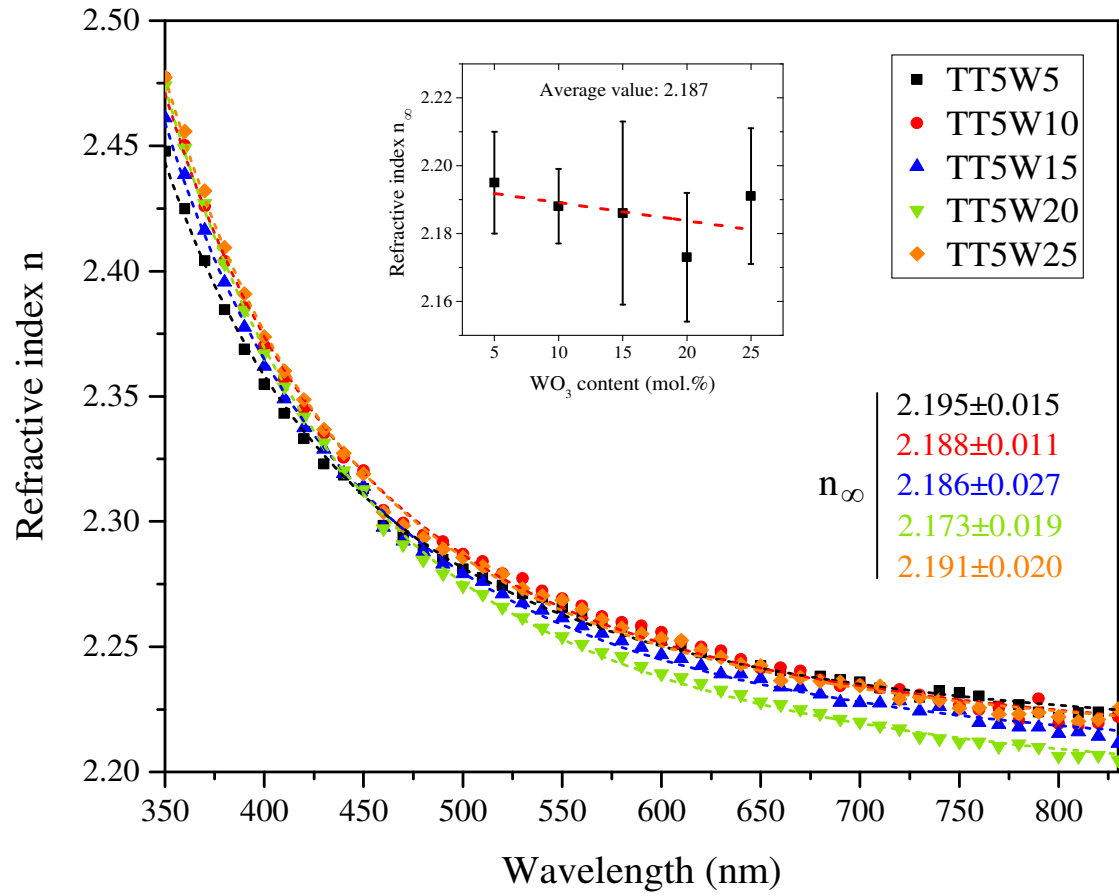 2.50
2.45
2.40
2.35
2.30
2.25
2.20
Refractive index n
350
400
450
500
550
600
650
700
750
800
Wavelength (nm)
2.22
2.20
2.18
2.16
Refractive index n∞
Average value: 2.187
5
10
15
20
25
WO₃ content (mol.%)
TT5W5
TT5W10
TT5W15
TT5W20
TT5W25
n∞
2.195±0.015
2.188±0.011
2.186±0.027
2.173±0.019
2.191±0.020